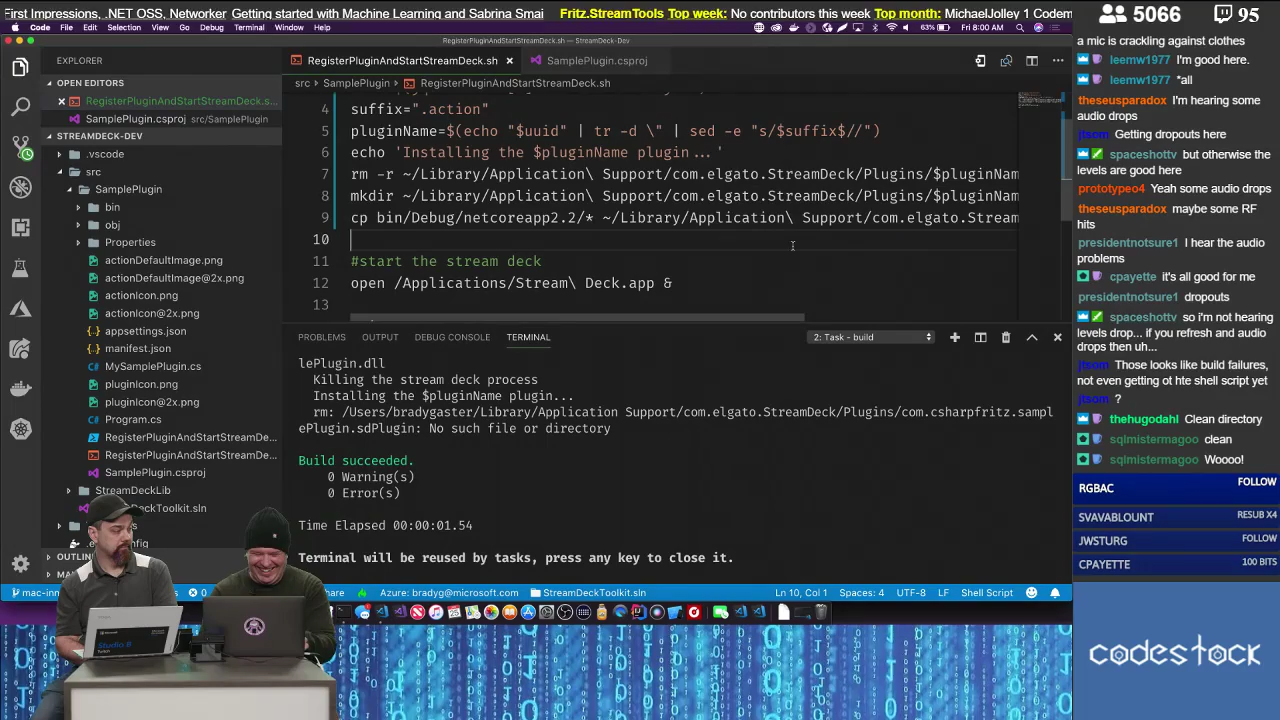 First Impressions, .NET OSS, Networker  Getting started with Machine Learning and Sabrina Smai
Fritz.StreamTools Top week: No contributors this week Top month: MichaelJolley 1 Codem
5066
95
Code File Edit Selection View Go Debug Terminal Window Help
63%
Fri 8:00 AM
RegisterPluginAndStartStreamDeck.sh — StreamDeck-Dev
EXPLORER
OPEN EDITORS
RegisterPluginAndStartStreamDeck.s...
SamplePlugin.csproj src/SamplePlugin
STREAMDECK-DEV
.vscode
src
SamplePlugin
bin
obj
Properties
actionDefaultImage.png
actionDefaultImage@2x.png
actionIcon.png
actionIcon@2x.png
appsettings.json
manifest.json
MySamplePlugin.cs
pluginIcon.png
pluginIcon@2x.png
Program.cs
RegisterPluginAndStartStreamDe...
RegisterPluginAndStartStreamDe...
SamplePlugin.csproj
StreamDeckLib
DeckToolkit.sln
OUTLIN
RegisterPluginAndStartStreamDeck.sh
SamplePlugin.csproj
src > SamplePlugin > RegisterPluginAndStartStreamDeck.sh
4 suffix=".action"
5 pluginName=$(echo "$uuid" | tr -d \" | sed -e "s/$suffix$//")
6 echo 'Installing the $pluginName plugin...'
7 rm -r ~/Library/Application\ Support/com.elgato.StreamDeck/Plugins/$pluginNam
8 mkdir ~/Library/Application\ Support/com.elgato.StreamDeck/Plugins/$pluginNam
9 cp bin/Debug/netcoreapp2.2/* ~/Library/Application\ Support/com.elgato.Stream
10
11 #start the stream deck
12 open /Applications/Stream\ Deck.app &
13
PROBLEMS OUTPUT DEBUG CONSOLE TERMINAL
2: Task - build
lePlugin.dll
Killing the stream deck process
Installing the $pluginName plugin...
rm: /Users/bradygaster/Library/Application Support/com.elgato.StreamDeck/Plugins/com.csharpfritz.sampl
ePlugin.sdPlugin: No such file or directory
Build succeeded.
0 Warning(s)
0 Error(s)
Time Elapsed 00:00:01.54
Terminal will be reused by tasks, press any key to close it.
mac-inn
0
Azure: bradyg@microsoft.com
StreamDeckToolkit.sln
Ln 10, Col 1
Spaces: 4
UTF-8
LF
Shell Script
a mic is crackling against clothes
leemw1977 I'm good here.
leemw1977 *all
theseusparadox I'm hearing some
audio drops
jtsom Getting dropouts here
spaceshottv but otherwise the
levels are good here
prototypeo4 Yeah some audio drops
theseusparadox maybe some RF
hits
presidentnotsure1 I hear the audio
problems
cpayette it's all good for me
presidentnotsure1 dropouts
spaceshottv so i'm not hearing
levels drop... if you refresh and audio
drops then uh...
jtsom Those looks like build failures,
not even getting ot hte shell script yet
jtsom ?
thehugodahl Clean directory
sqlmistermagoo clean
sqlmistermagoo Woooo!
RGBAC FOLLOW
SVAVABLOUNT RESUB X4
JWSTURG FOLLOW
CPAYETTE 100 BITS
codestock